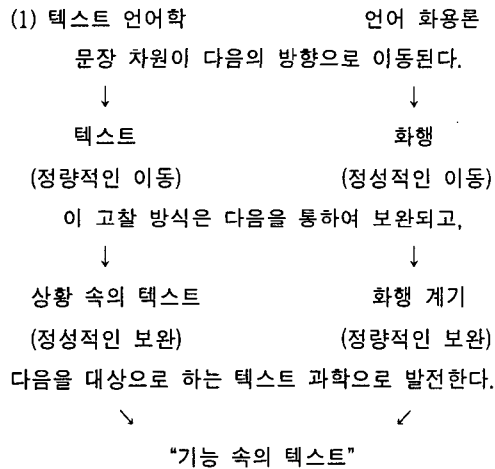 (1) 텍스트 언어학 언어 화용론
문장 차원이 다음의 방향으로 이동된다.
↓ ↓
텍스트 화행
(정량적인 이동) (정성적인 이동)
이 고찰 방식은 다음을 통하여 보완되고,
↓ ↓
상황 속의 텍스트 화행 계기
(정성적인 보완) (정량적인 보완)
다음을 대상으로 하는 텍스트 과학으로 발전한다.
↘ ↙
“기능 속의 텍스트”